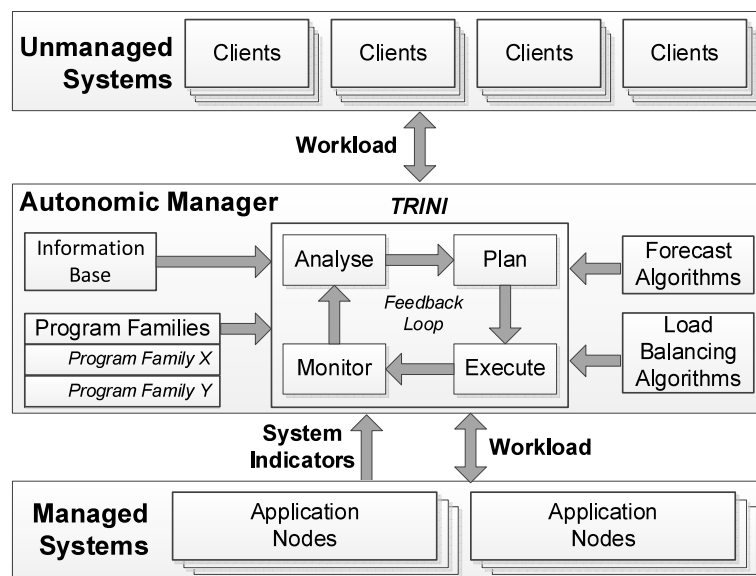 Unmanaged
Systems
Clients
Clients
Clients
Clients
Workload
Autonomic Manager
TRINI
Information
Base
Analyse
Plan
Forecast
Algorithms
Feedback
Loop
Program Families
Program Family X
Program Family Y
Monitor
Execute
Load
Balancing
Algorithms
System
Indicators
Workload
Managed
Systems
Application
Nodes
Application
Nodes